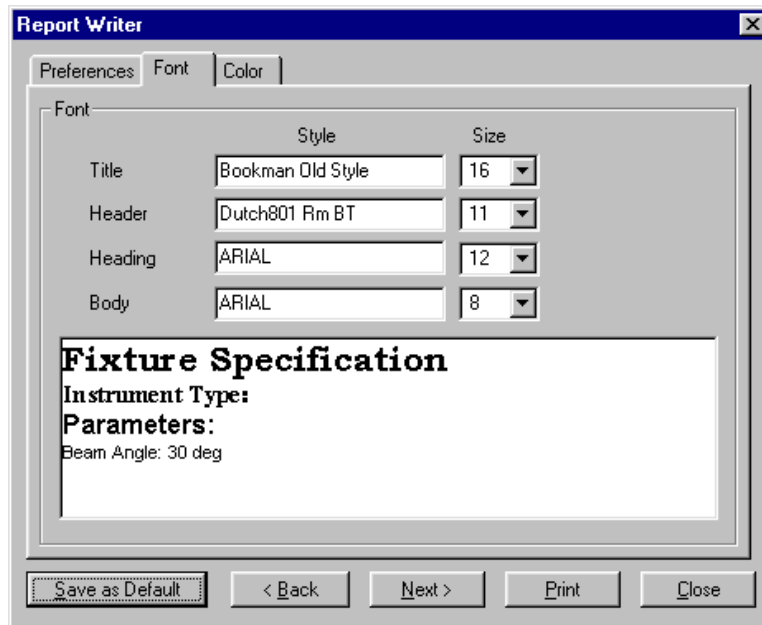 Report Writer
Preferences Font Color
Font
Style Size
Title Bookman Old Style 16
Header Dutch801 Rm BT 11
Heading ARIAL 12
Body ARIAL 8
Fixture Specification
Instrument Type:
Parameters:
Beam Angle: 30 deg
Save as Default < Back Next > Print Close